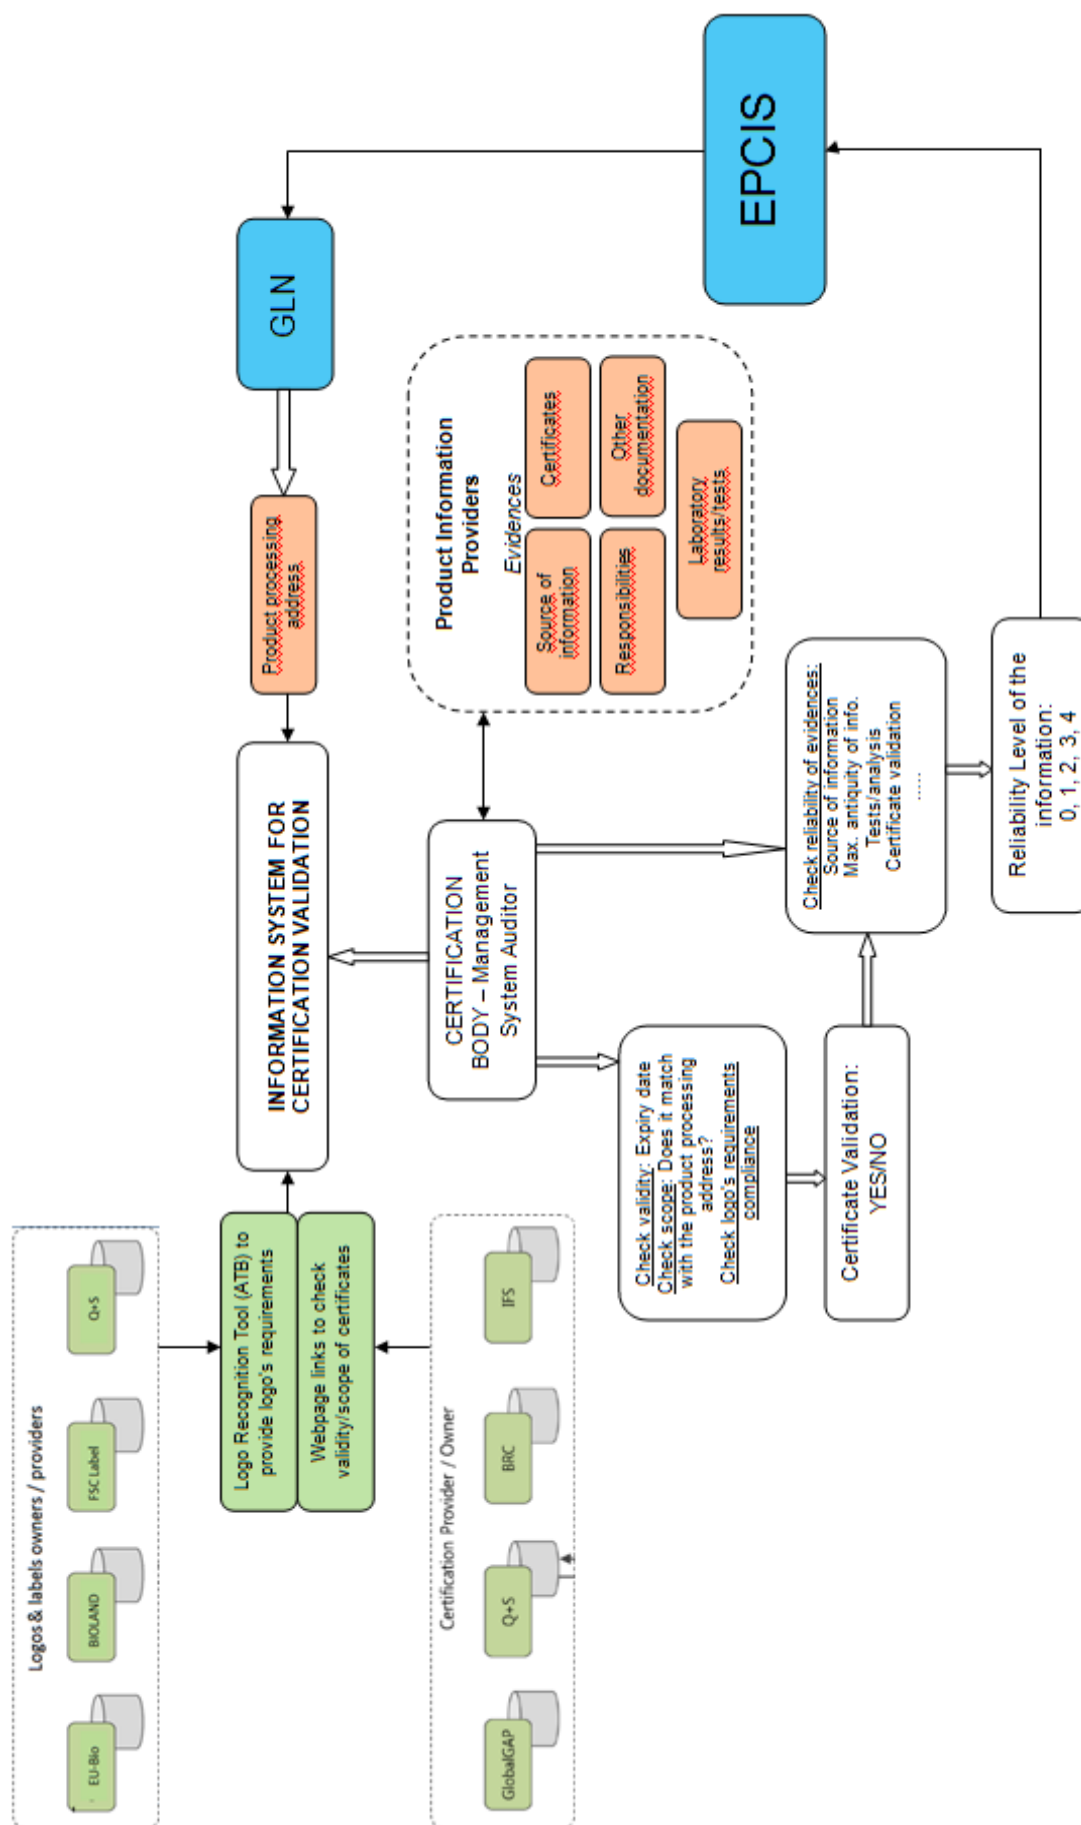 Logos & labels owners / providers
EU-Bio
BIOLAND
FSC Label
Q+S
Logo Recognition Tool (ATB) to
provide logo's requirements
Webpage links to check
validity/scope of certificates
Certification Provider / Owner
GlobalGAP
Q+S
BRC
IFS
INFORMATION SYSTEM FOR
CERTIFICATION VALIDATION
Product processing
address
GLN
EPCIS
CERTIFICATION
BODY – Management
System Auditor
Product Information
Providers
Evidences
Source of
information
Certificates
Responsibilities
Other
documentation
Laboratory
results/tests
Check validity: Expiry date
Check scope: Does it match
with the product processing
address?
Check logo's requirements
compliance
Certificate Validation:
YES/NO
Check reliability of evidences:
Source of information
Max. antiquity of info.
Tests/analysis
Certificate validation
.....
Reliability Level of the
information:
0, 1, 2, 3, 4